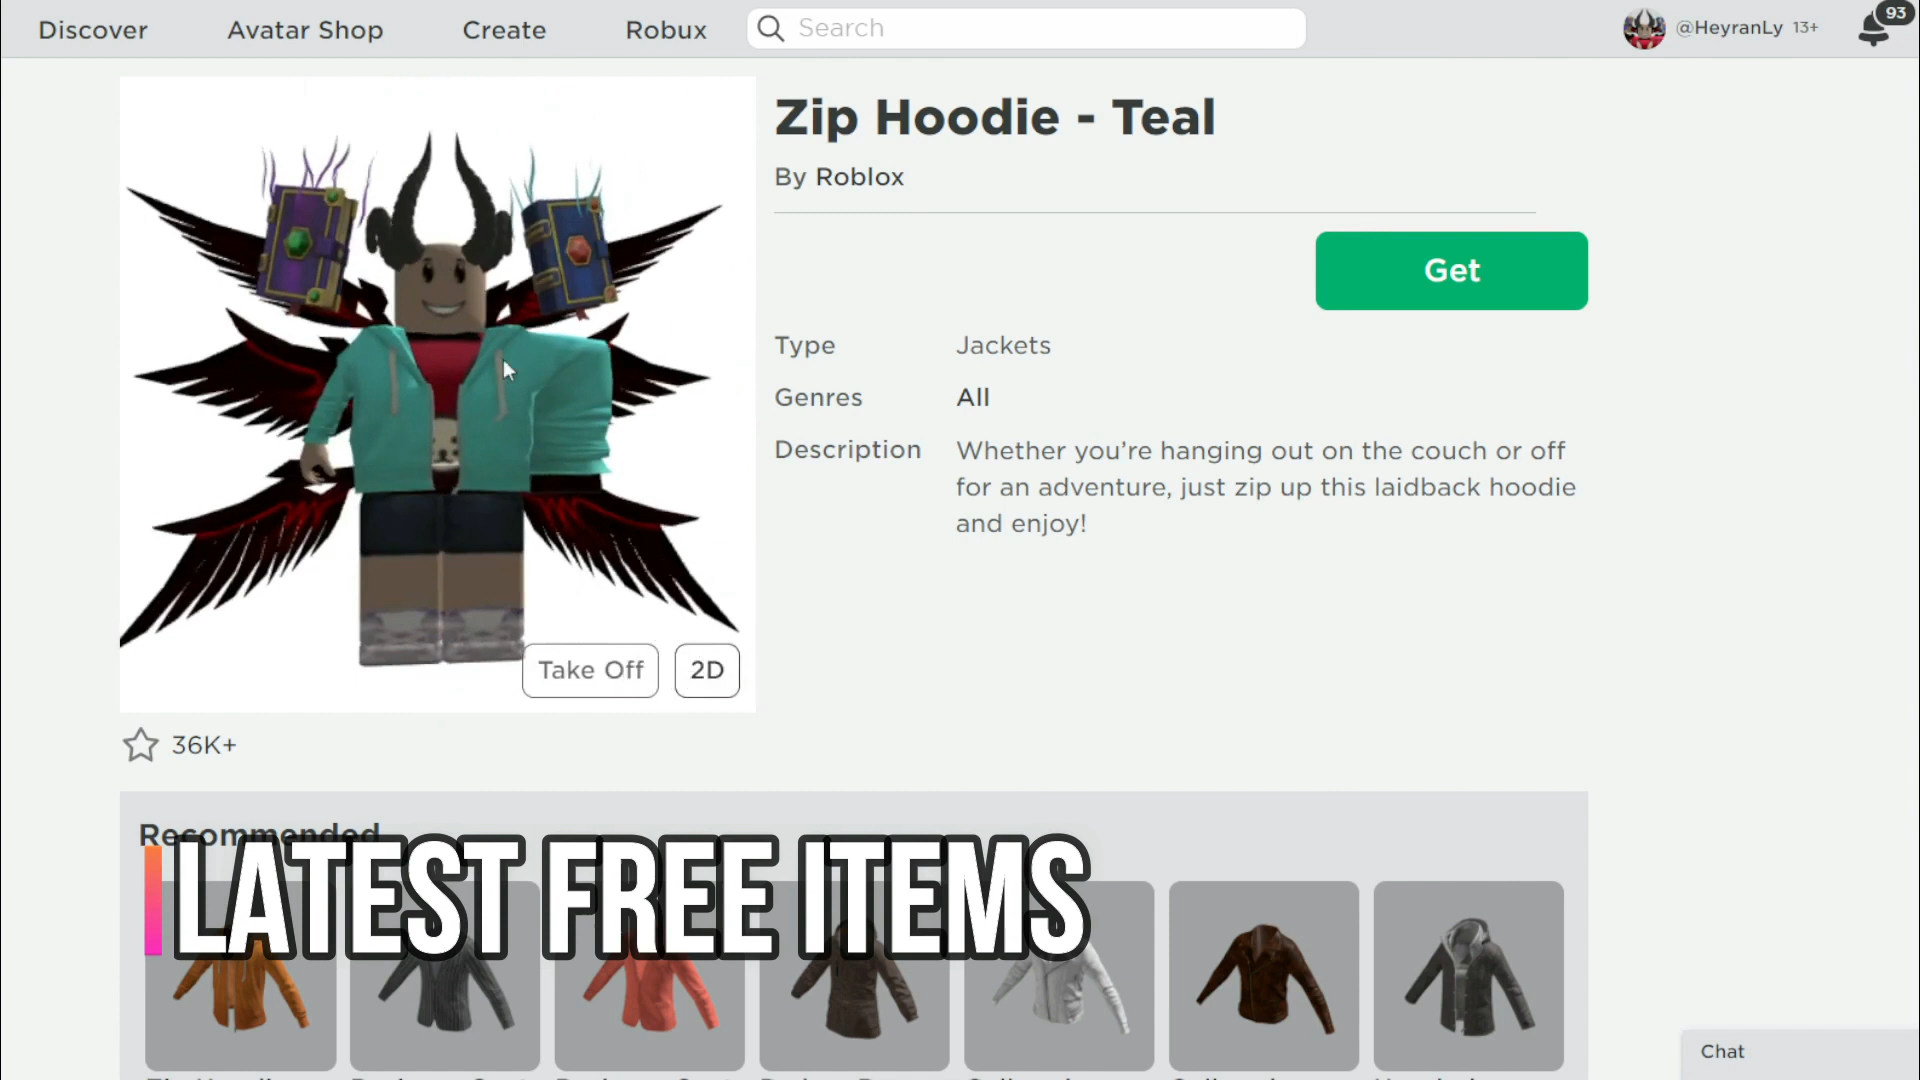 Discover Avatar Shop Create Robux Search @HeyranLy 13+ 93
Zip Hoodie - Teal
By Roblox
Get
Type Jackets
Genres All
Description Whether you’re hanging out on the couch or off
for an adventure, just zip up this laidback hoodie
and enjoy!
Take Off 2D
36K+
Recommended
LATEST FREE ITEMS
Chat